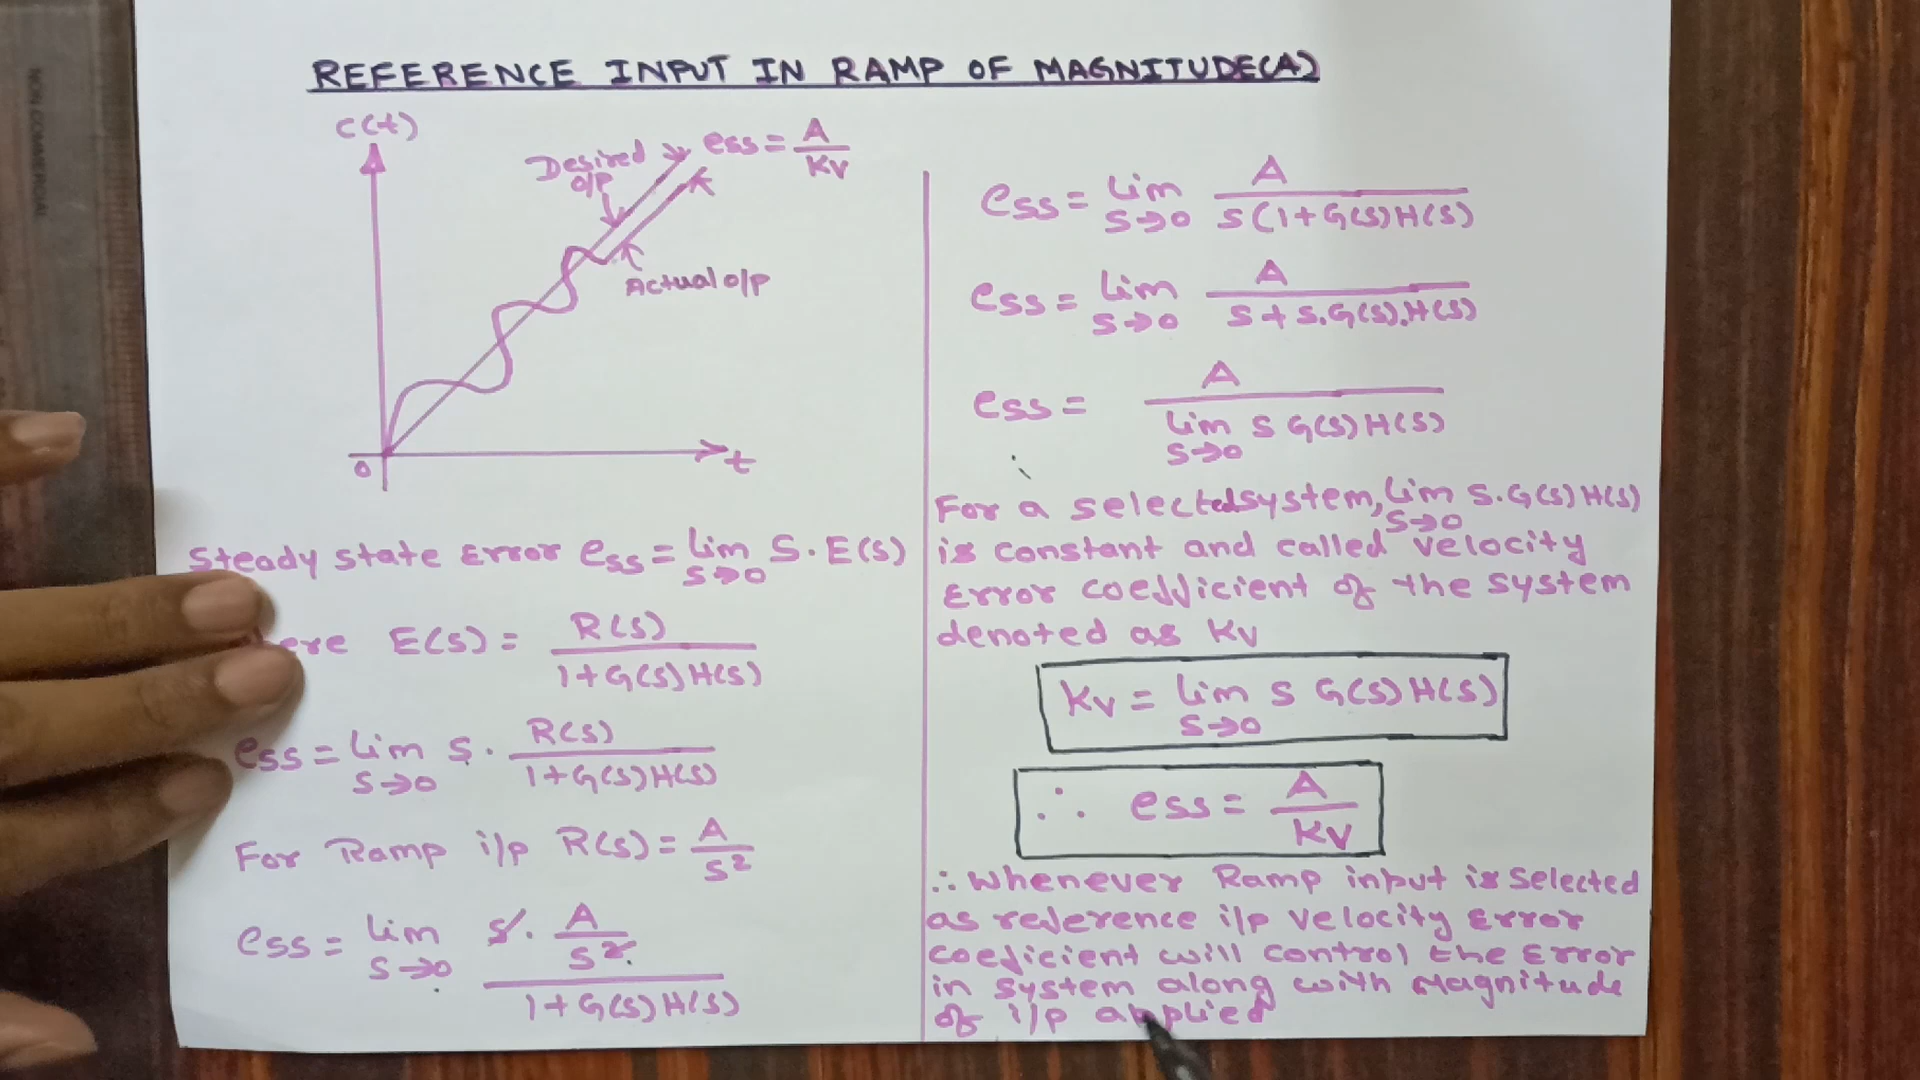 REFERENCE INPUT IN RAMP OF MAGNITUDE(A)
C(t)
Desired o/p
ess = A/Kv
Actual o/p
0
t
Steady state Error ess = Lim s→0 S · E(s)
ere E(s) = R(s) / 1+G(s)H(s)
ess = Lim s→0 s · R(s) / 1+G(s)H(s)
For Ramp i/p R(s) = A/s²
ess = Lim s→0 s · A/s² / 1+G(s)H(s)
ess = Lim s→0 A / s(1+G(s)H(s)
ess = Lim s→0 A / s + s.G(s).H(s)
ess = A / Lim s→0 s G(s)H(s)
For a selected system, Lim s→0 s.G(s)H(s)
is constant and called velocity
Error coefficient of the system
denoted as Kv
Kv = Lim s→0 s G(s)H(s)
∴ ess = A/Kv
∴ Whenever Ramp input is selected
as reference i/p velocity Error
coeficient will control the Error
in system along with Magnitude
of i/p applied